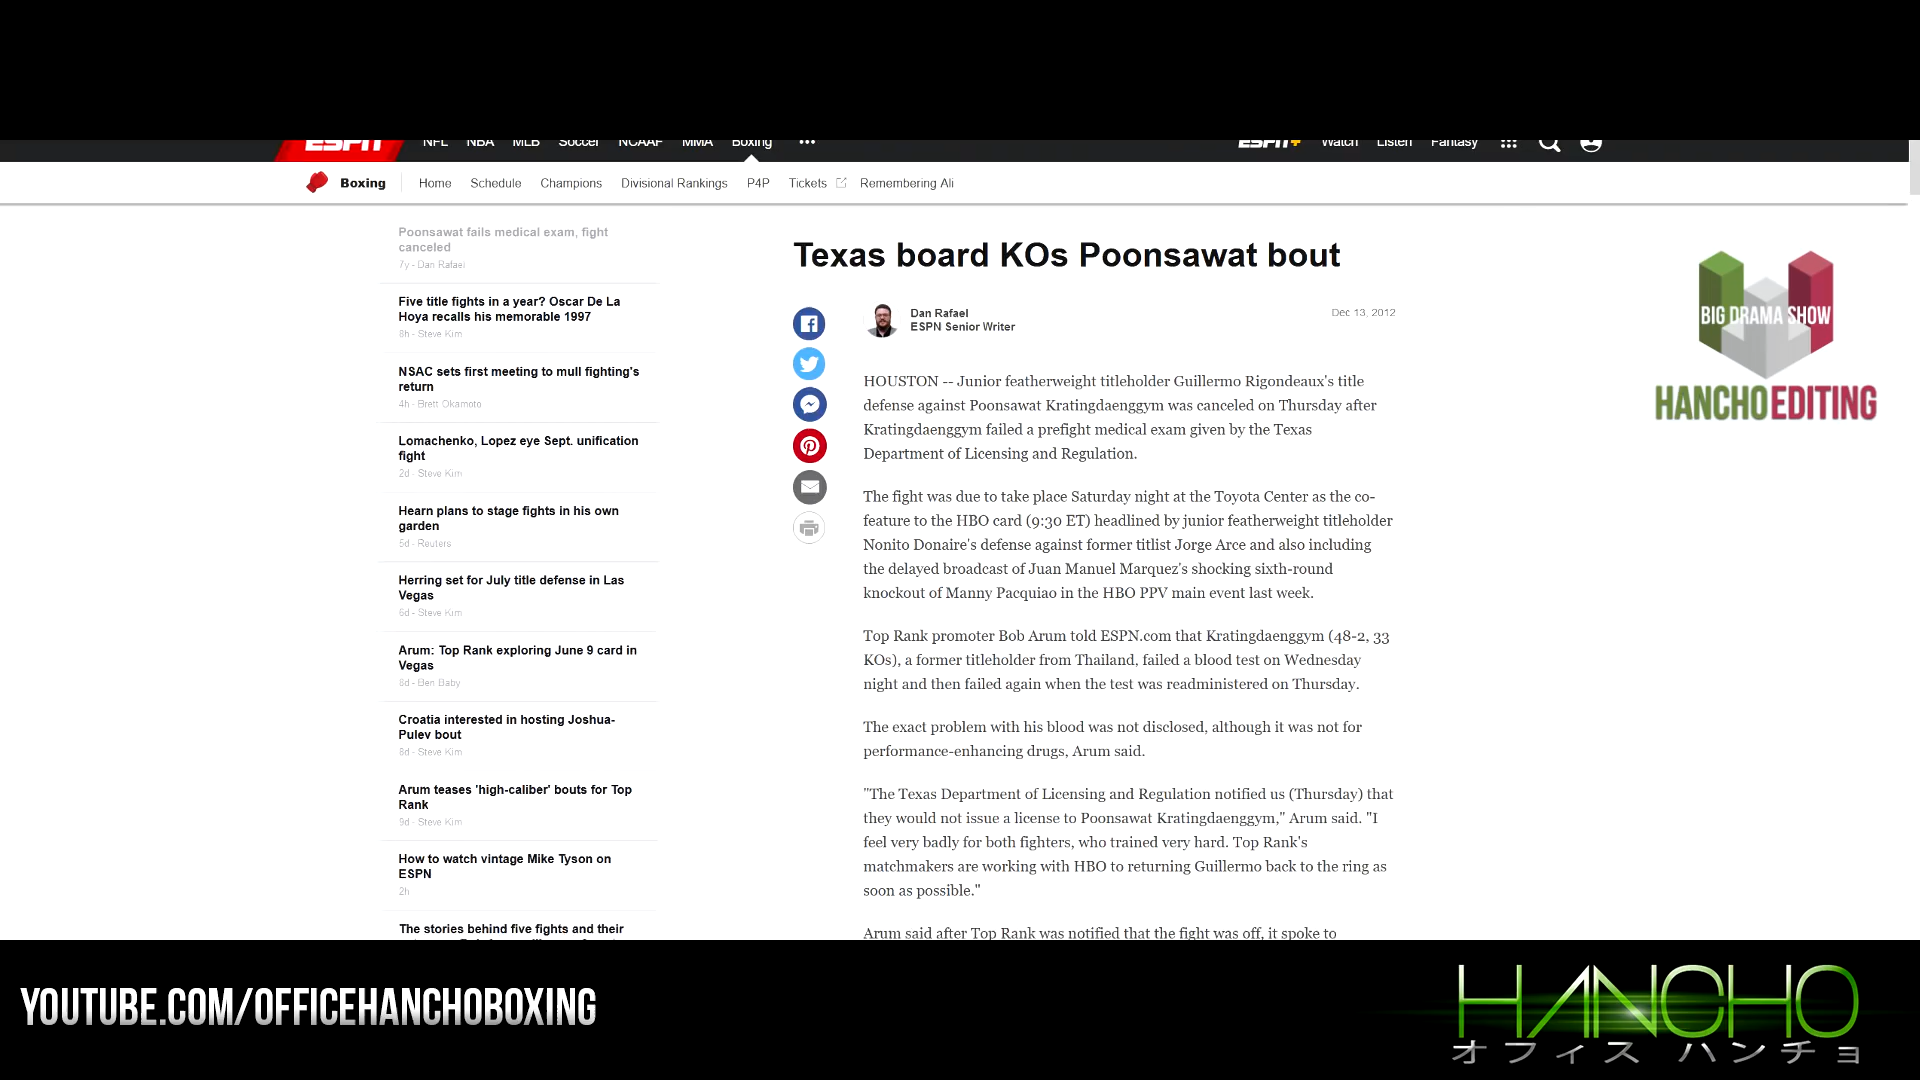 ESPN NFL NBA MLB Soccer NCAAF MMA Boxing ••• ESPN+ Watch Listen Fantasy
Boxing Home Schedule Champions Divisional Rankings P4P Tickets Remembering Ali
Poonsawat fails medical exam, fight
canceled
7y - Dan Rafael
Five title fights in a year? Oscar De La
Hoya recalls his memorable 1997
8h - Steve Kim
NSAC sets first meeting to mull fighting's
return
4h - Brett Okamoto
Lomachenko, Lopez eye Sept. unification
fight
2d - Steve Kim
Hearn plans to stage fights in his own
garden
5d - Reuters
Herring set for July title defense in Las
Vegas
6d - Steve Kim
Arum: Top Rank exploring June 9 card in
Vegas
8d - Ben Baby
Croatia interested in hosting Joshua-
Pulev bout
8d - Steve Kim
Arum teases 'high-caliber' bouts for Top
Rank
9d - Steve Kim
How to watch vintage Mike Tyson on
ESPN
2h
The stories behind five fights and their
Texas board KOs Poonsawat bout
Dan Rafael
ESPN Senior Writer
Dec 13, 2012
HOUSTON -- Junior featherweight titleholder Guillermo Rigondeaux's title
defense against Poonsawat Kratingdaenggym was canceled on Thursday after
Kratingdaenggym failed a prefight medical exam given by the Texas
Department of Licensing and Regulation.
The fight was due to take place Saturday night at the Toyota Center as the co-
feature to the HBO card (9:30 ET) headlined by junior featherweight titleholder
Nonito Donaire's defense against former titlist Jorge Arce and also including
the delayed broadcast of Juan Manuel Marquez's shocking sixth-round
knockout of Manny Pacquiao in the HBO PPV main event last week.
Top Rank promoter Bob Arum told ESPN.com that Kratingdaenggym (48-2, 33
KOs), a former titleholder from Thailand, failed a blood test on Wednesday
night and then failed again when the test was readministered on Thursday.
The exact problem with his blood was not disclosed, although it was not for
performance-enhancing drugs, Arum said.
"The Texas Department of Licensing and Regulation notified us (Thursday) that
they would not issue a license to Poonsawat Kratingdaenggym," Arum said. "I
feel very badly for both fighters, who trained very hard. Top Rank's
matchmakers are working with HBO to returning Guillermo back to the ring as
soon as possible."
Arum said after Top Rank was notified that the fight was off, it spoke to
BIG DRAMA SHOW
HANCHOEDITING
YOUTUBE.COM/OFFICEHANCHOBOXING
HANCHO
オフィス ハンチョ